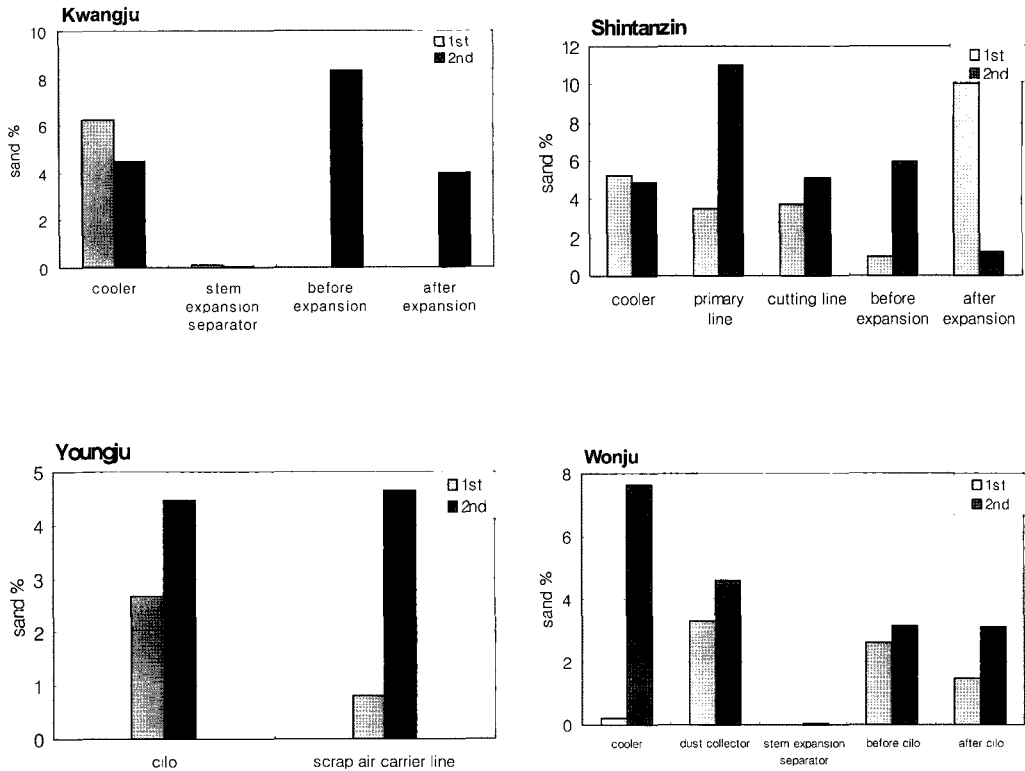 Kwangju
10
8
6
4
2
0
sand %
1st
2nd
cooler
stem
expansion
separator
before
expansion
after
expansion
Shintanzin
12
10
8
6
4
2
0
sand %
1st
2nd
cooler
primary
line
cutting line
before
expansion
after
expansion
Youngju
5
4
3
2
1
0
sand %
1st
2nd
cilo
scrap air carrier line
Wonju
8
6
4
2
0
sand %
1st
2nd
cooler
dust collector
stem expansion
separator
before cilo
after cilo